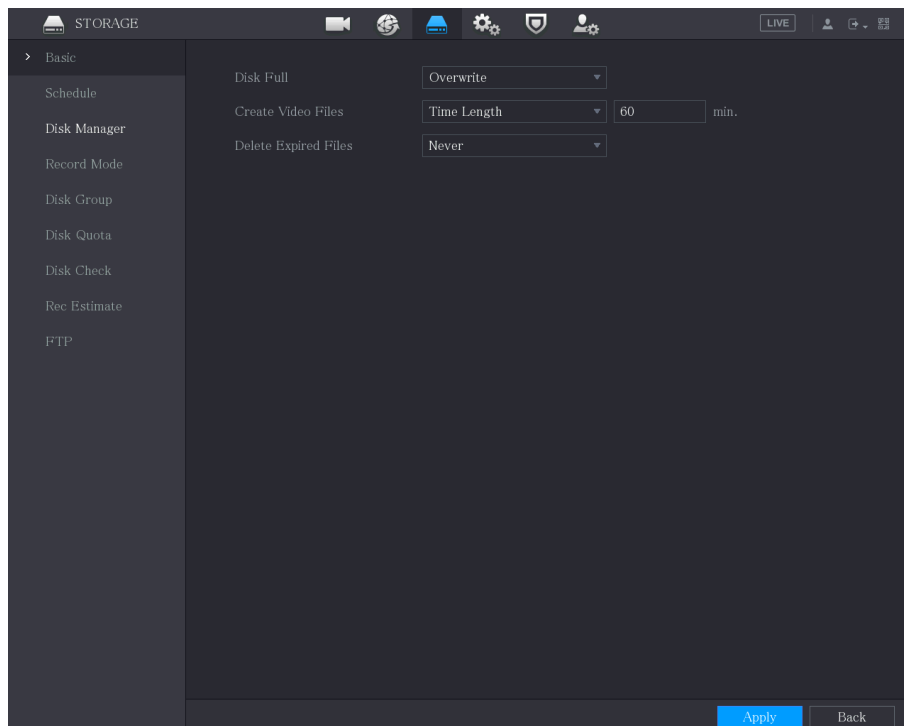 STORAGE LIVE
Basic
Disk Full Overwrite
Schedule
Create Video Files Time Length 60 min.
Disk Manager
Delete Expired Files Never
Record Mode
Disk Group
Disk Quota
Disk Check
Rec Estimate
FTP
Apply Back